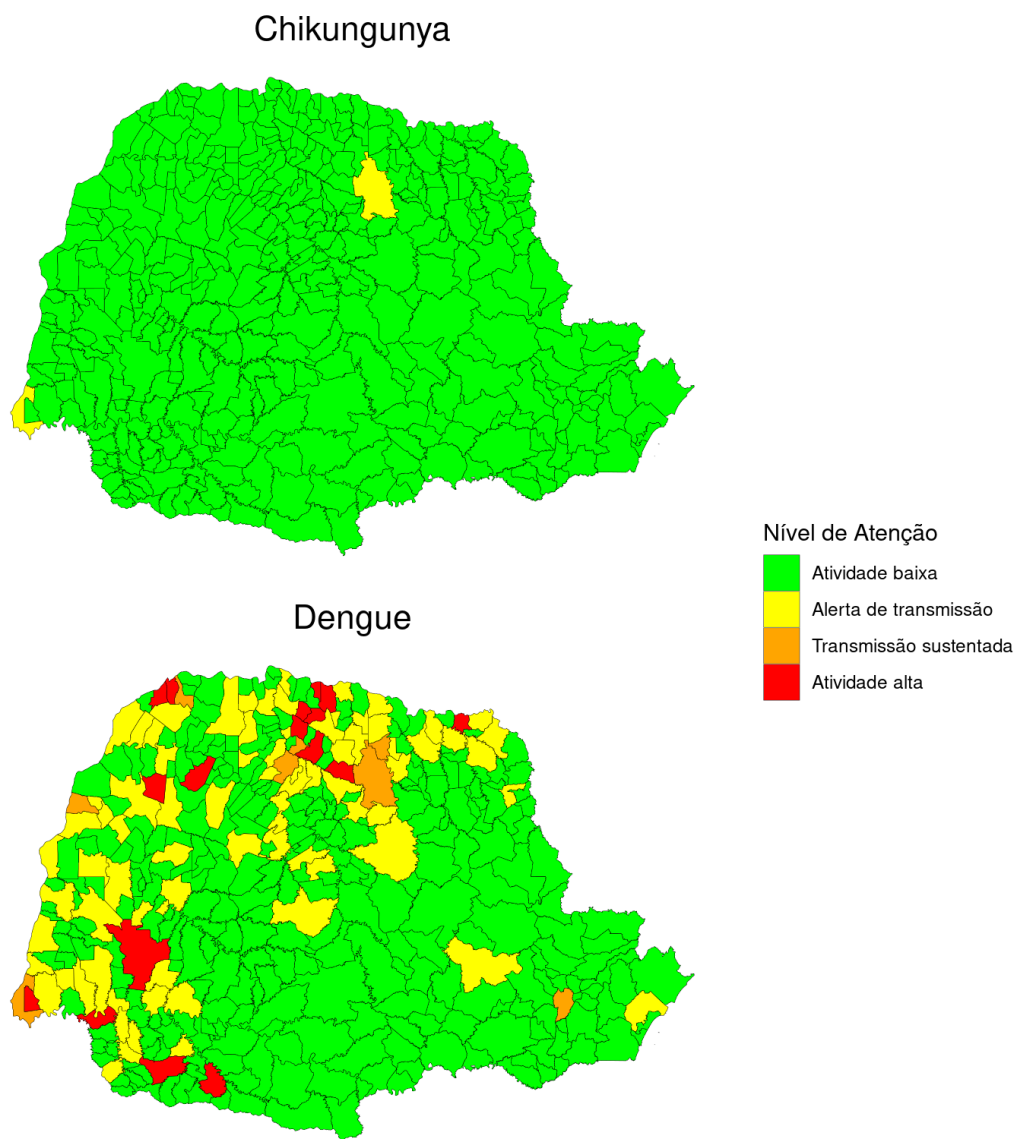 Chikungunya
Nível de Atenção
Atividade baixa
Alerta de transmissão
Transmissão sustentada
Atividade alta
Dengue